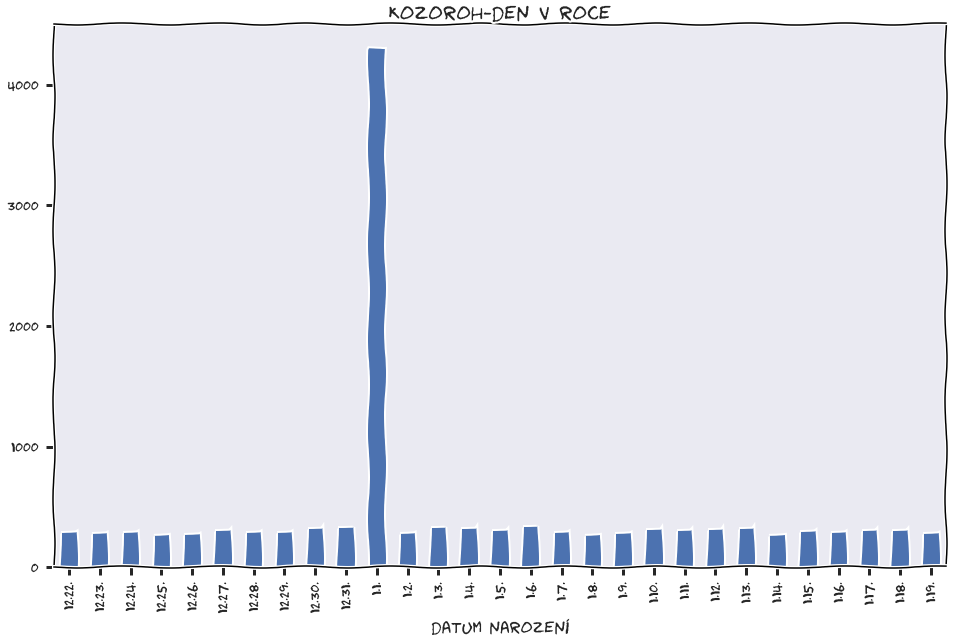 KOZOROH-DEN V ROCE
4000
3000
2000
1000
0
12.22. 12.23. 12.24. 12.25. 12.26. 12.27. 12.28. 12.29. 12.30. 12.31. 1.1. 1.2. 1.3. 1.4. 1.5. 1.6. 1.7. 1.8. 1.9. 1.10. 1.11. 1.12. 1.13. 1.14. 1.15. 1.16. 1.17. 1.18. 1.19.
DATUM NAROZENÍ